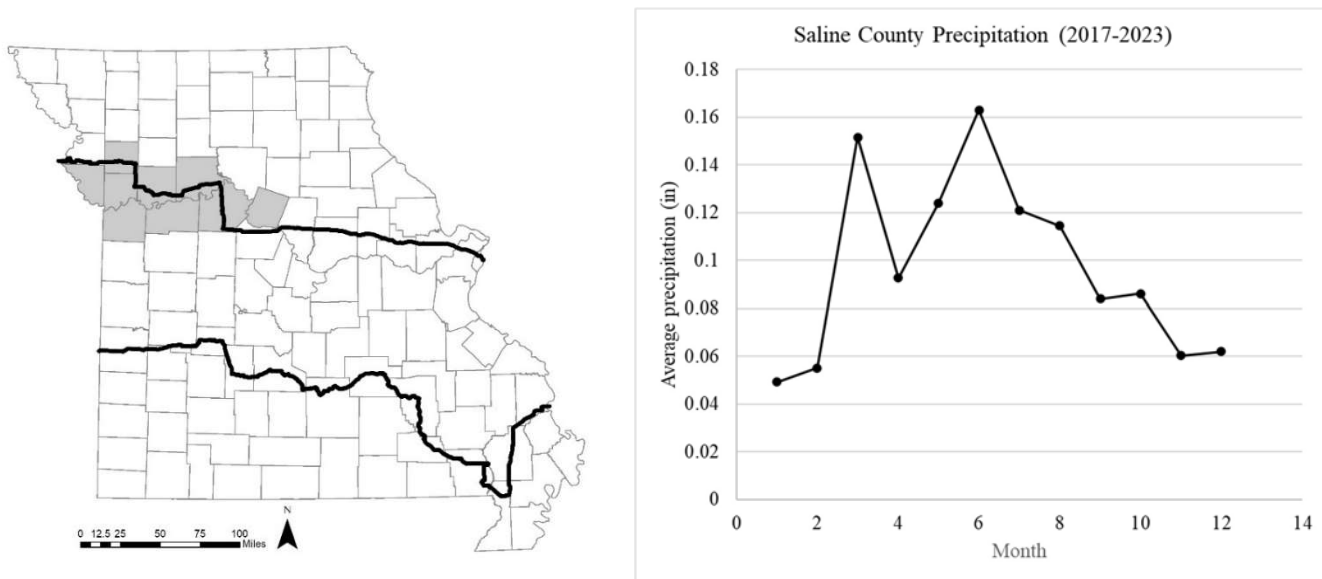 N
0 12.5 25 50 75 100
Miles
Saline County Precipitation (2017-2023)
Average precipitation (in)
0.18
0.16
0.14
0.12
0.1
0.08
0.06
0.04
0.02
0
0 2 4 6 8 10 12 14
Month